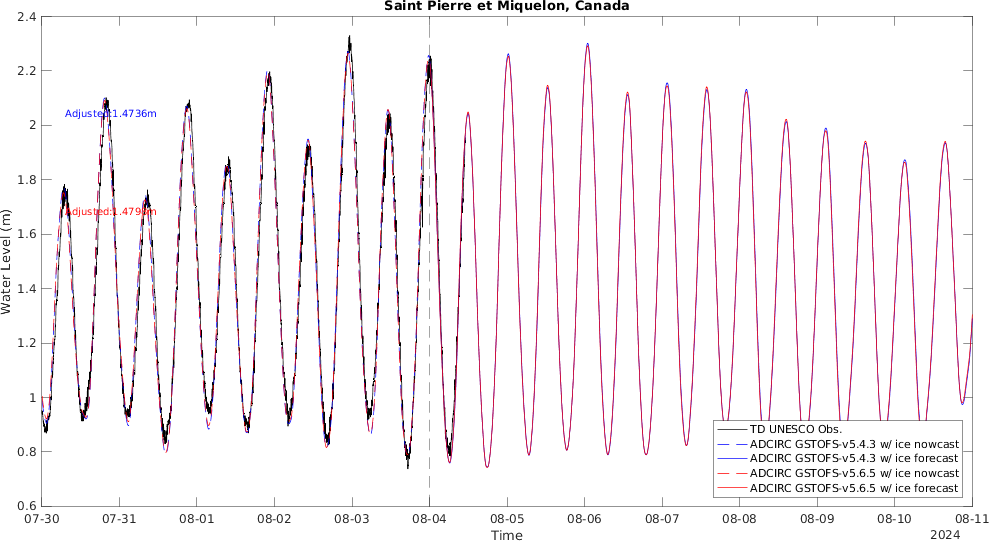 Saint Pierre et Miquelon, Canada
2.4
2.2
2
1.8
1.6
1.4
1.2
1
0.8
0.6
Water Level (m)
Adjusted:1.4736m
TD UNESCO Obs.
ADCIRC GSTOFS-v5.4.3 w/ ice nowcast
ADCIRC GSTOFS-v5.4.3 w/ ice forecast
ADCIRC GSTOFS-v5.6.5 w/ ice nowcast
ADCIRC GSTOFS-v5.6.5 w/ ice forecast
07-30 07-31 08-01 08-02 08-03 08-04 08-05 08-06 08-07 08-08 08-09 08-10 08-11
Time
2024